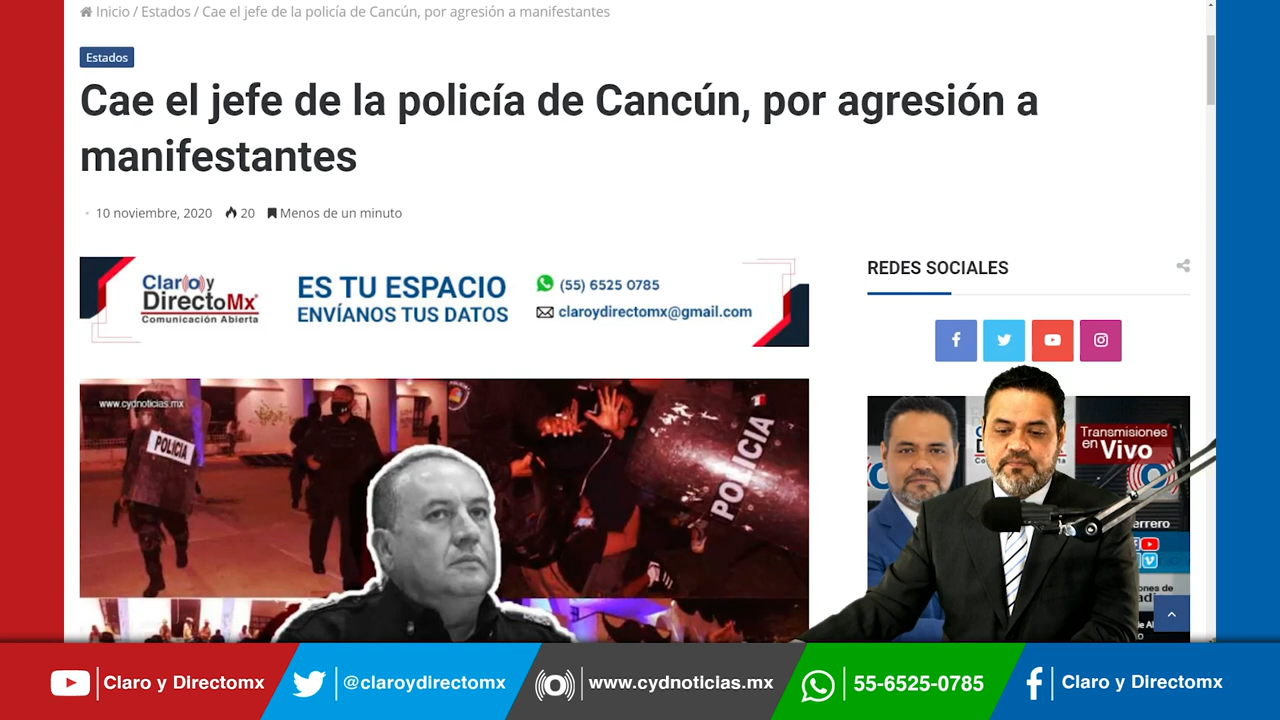 Inicio / Estados / Cae el jefe de la policía de Cancún, por agresión a manifestantes
Estados
Cae el jefe de la policía de Cancún, por agresión a
manifestantes
10 noviembre, 2020 20 Menos de un minuto
Claro y
DirectoMx
Comunicación Abierta
ES TU ESPACIO
ENVÍANOS TUS DATOS
(55) 6525 0785
claroydirectomx@gmail.com
REDES SOCIALES
www.cydnoticias.mx
POLICIA
POLICIA
Transmisiones
en Vivo
Claro y Directomx
@claroydirectomx
www.cydnoticias.mx
55-6525-0785
Claro y Directomx